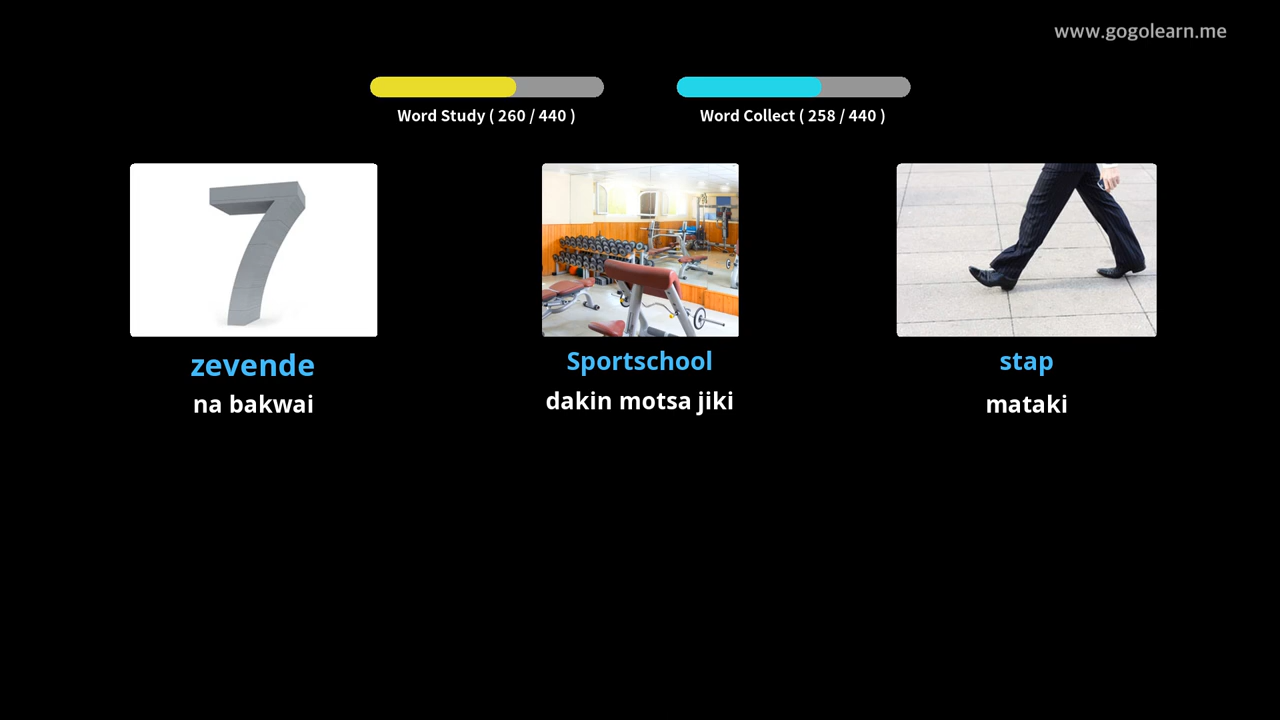 www.gogolearn.me
Word Study ( 260 / 440 )
Word Collect ( 258 / 440 )
7
zevende
na bakwai
Sportschool
dakin motsa jiki
stap
mataki